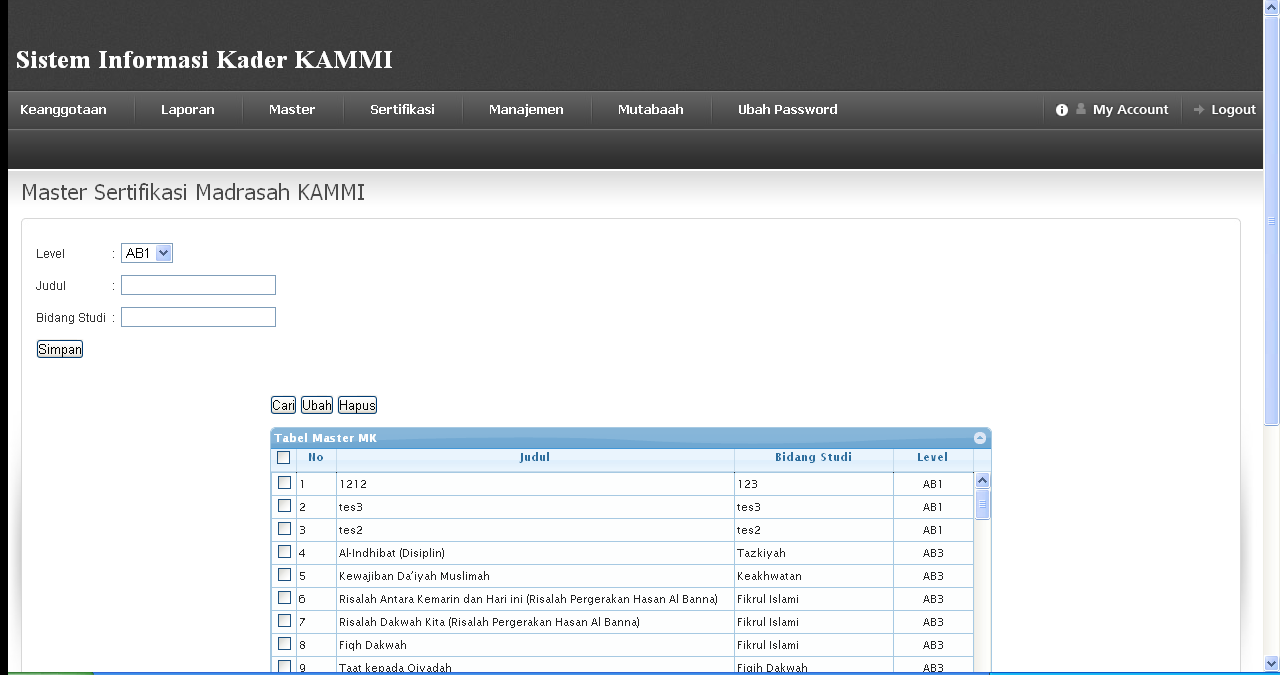 Sistem Informasi Kader KAMMI
Keanggotaan Laporan Master Sertifikasi Manajemen Mutabaah Ubah Password My Account Logout
Master Sertifikasi Madrasah KAMMI
Level : AB1
Judul :
Bidang Studi :
Simpan
Cari Ubah Hapus
Tabel Master MK
No Judul Bidang Studi Level
1 1212 123 AB1
2 tes3 tes3 AB1
3 tes2 tes2 AB1
4 Al-Indhibat (Disiplin) Tazkiyah AB3
5 Kewajiban Da'iyah Muslimah Keakhwatan AB3
6 Risalah Antara Kemarin dan Hari ini (Risalah Pergerakan Hasan Al Banna) Fikrul Islami AB3
7 Risalah Dakwah Kita (Risalah Pergerakan Hasan Al Banna) Fikrul Islami AB3
8 Fiqh Dakwah Fikrul Islami AB3
9 Taat kepada Qiyadah Fiqih Dakwah AB3